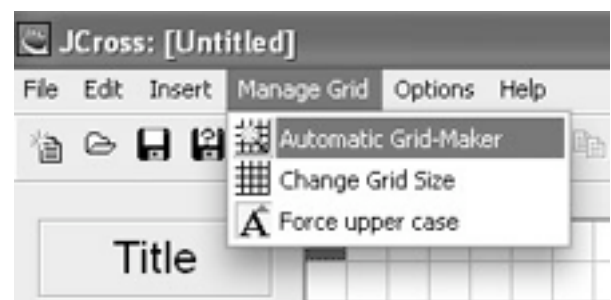 JCross: [Untitled]
File Edit Insert Manage Grid Options Help
Automatic Grid-Maker
Change Grid Size
Force upper case
Title